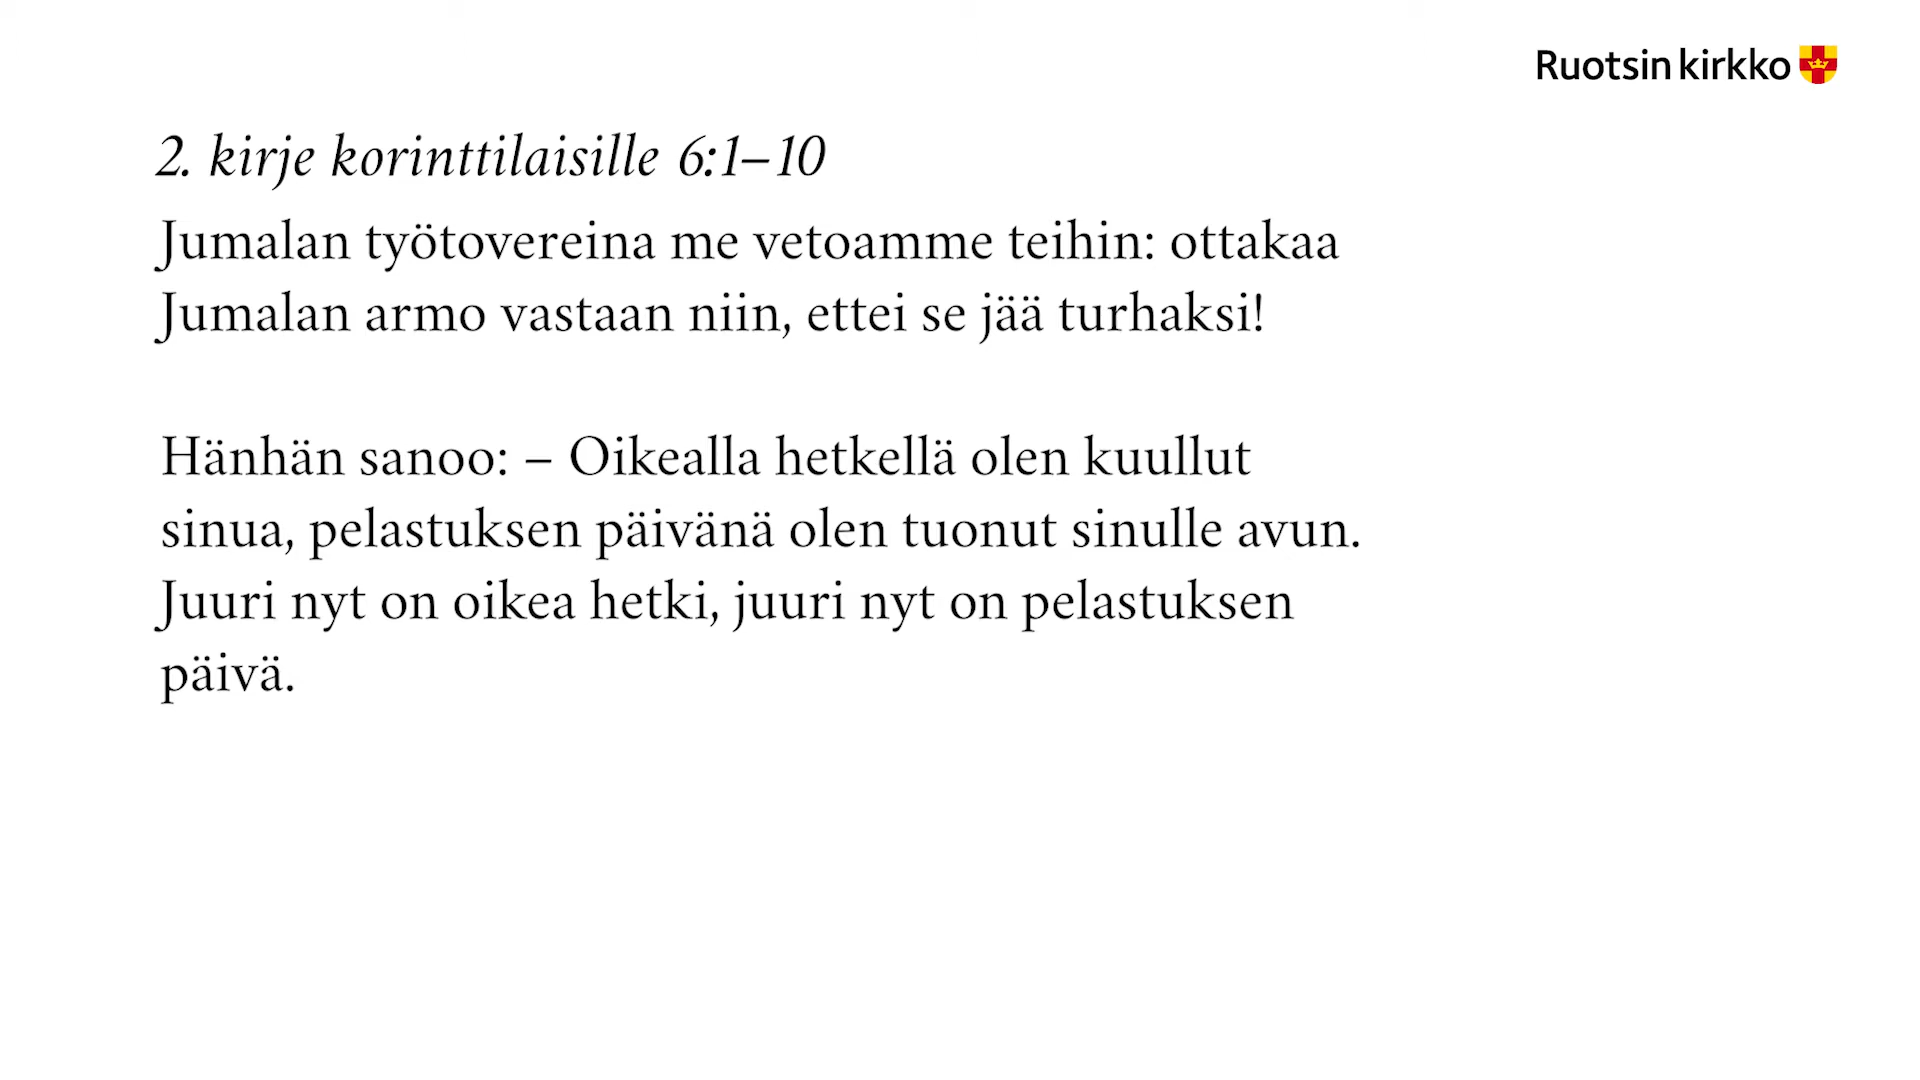 Ruotsin kirkko
2. kirje korinttilaisille 6:1–10
Jumalan työtovereina me vetoamme teihin: ottakaa
Jumalan armo vastaan niin, ettei se jää turhaksi!
Hänhän sanoo: – Oikealla hetkellä olen kuullut
sinua, pelastuksen päivänä olen tuonut sinulle avun.
Juuri nyt on oikea hetki, juuri nyt on pelastuksen
päivä.